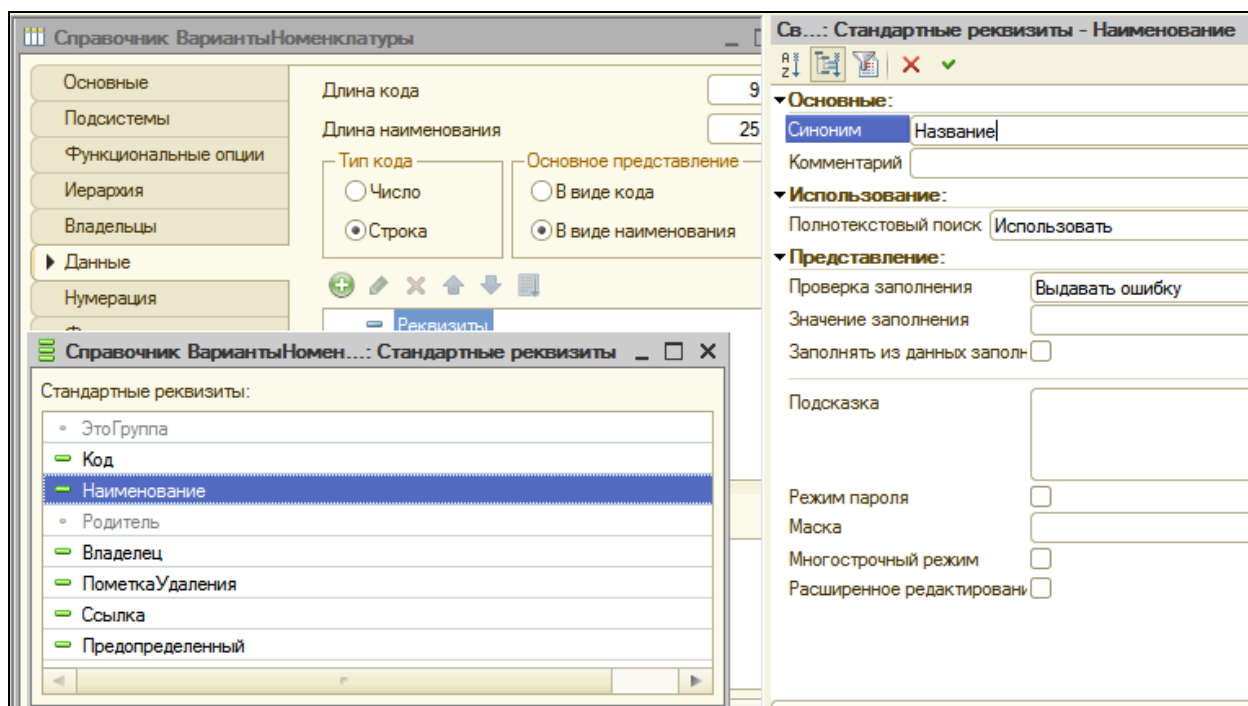 Справочник ВариантыНоменклатуры
Основные
Подсистемы
Функциональные опции
Иерархия
Владельцы
Данные
Нумерация
Длина кода 9
Длина наименования 25
Тип кода
Число
Строка
Основное представление
В виде кода
В виде наименования
Реквизиты
Справочник ВариантыНомен...: Стандартные реквизиты
Стандартные реквизиты:
ЭтоГруппа
Код
Наименование
Родитель
Владелец
ПометкаУдаления
Ссылка
Предопределенный
Св...: Стандартные реквизиты - Наименование
Основные:
Синоним Название
Комментарий
Использование:
Полнотекстовый поиск Использовать
Представление:
Проверка заполнения Выдавать ошибку
Значение заполнения
Заполнять из данных заполн
Подсказка
Режим пароля
Маска
Многострочный режим
Расширенное редактировани